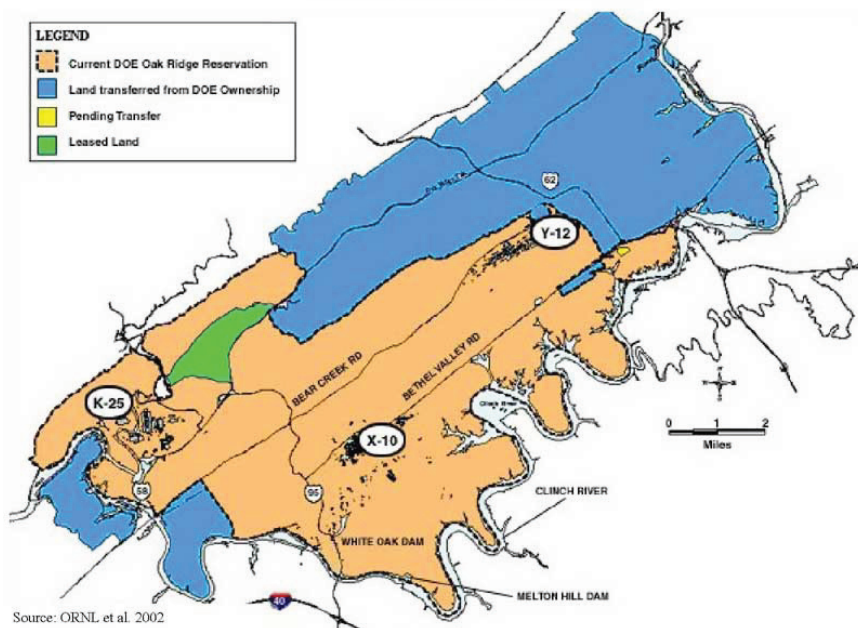 LEGEND
Current DOE Oak Ridge Reservation
Land transferred from DOE Ownership
Pending Transfer
Leased Land
62
Y-12
BEAR CREEK RD
BETHEL VALLEY RD
K-25
X-10
Clinch River
0 1 2
Miles
58
95
CLINCH RIVER
WHITE OAK DAM
MELTON HILL DAM
40
Source: ORNL et al. 2002